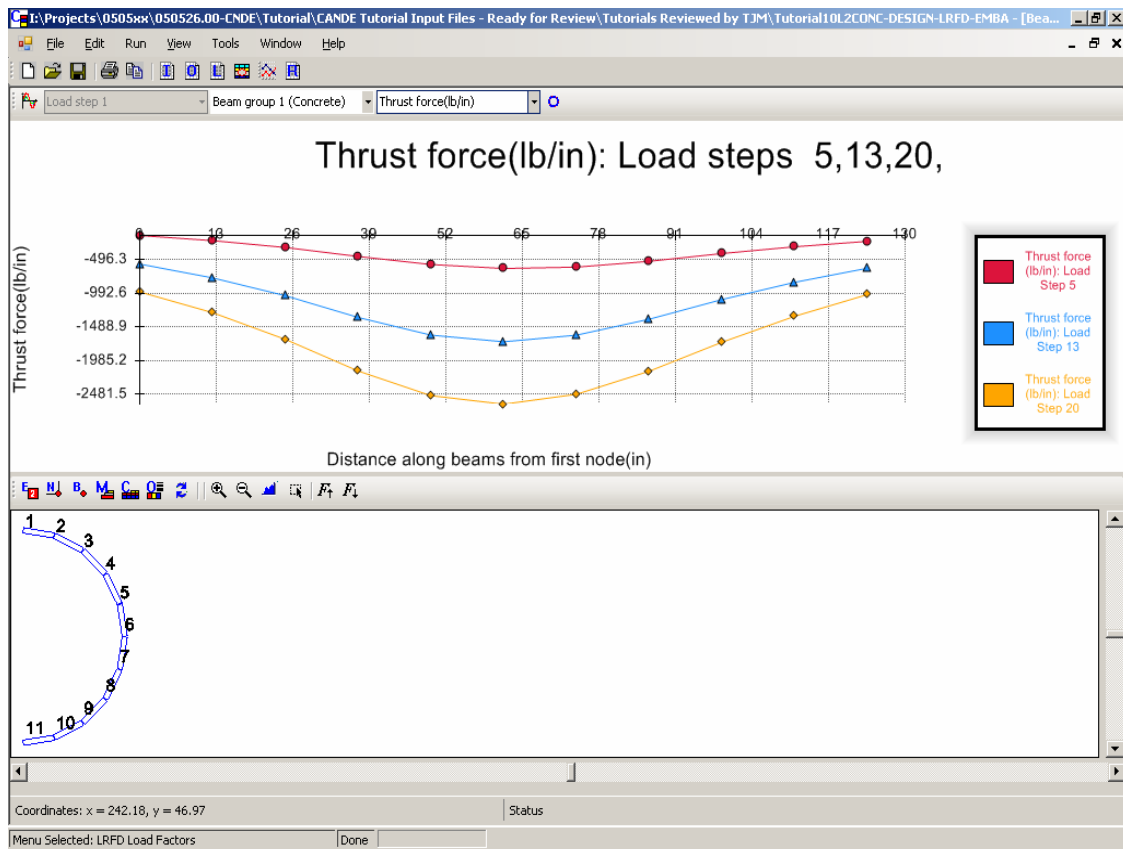 I:\Projects\0505xx\050526.00-CNDE\Tutorial\CANDE Tutorial Input Files - Ready for Review\Tutorials Reviewed by TJM\Tutorial10L2CONC-DESIGN-LRFD-EMBA - [Bea...
File Edit Run View Tools Window Help
Load step 1 Beam group 1 (Concrete) Thrust force(lb/in)
Thrust force(lb/in): Load steps 5,13,20,
0 13 26 39 52 65 78 91 104 117 130
-496.3
-992.6
-1488.9
-1985.2
-2481.5
Thrust force(lb/in)
Distance along beams from first node(in)
Thrust force
(lb/in): Load
Step 5
Thrust force
(lb/in): Load
Step 13
Thrust force
(lb/in): Load
Step 20
1
2
3
4
5
6
7
8
9
10
11
Coordinates: x = 242.18, y = 46.97 Status
Menu Selected: LRFD Load Factors Done